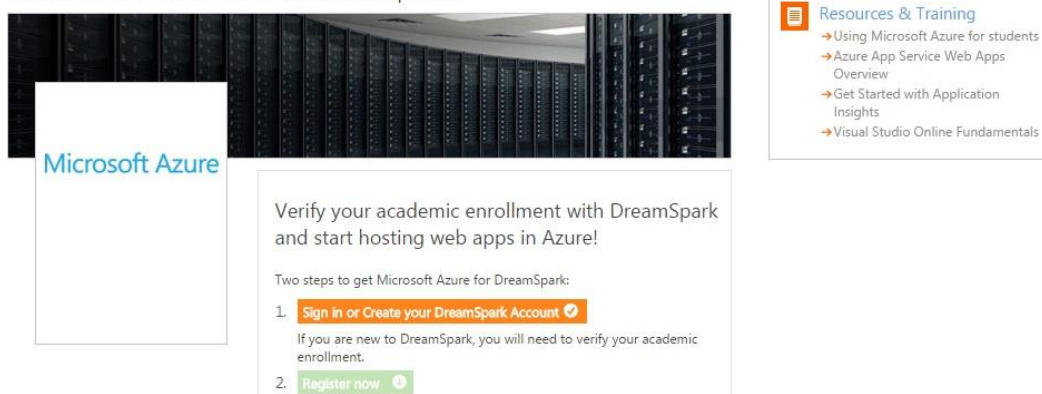 Microsoft Azure
Verify your academic enrollment with DreamSpark
and start hosting web apps in Azure!
Two steps to get Microsoft Azure for DreamSpark:
1. Sign in or Create your DreamSpark Account
If you are new to DreamSpark, you will need to verify your academic
enrollment.
2. Register now
Resources & Training
Using Microsoft Azure for students
Azure App Service Web Apps
Overview
Get Started with Application
Insights
Visual Studio Online Fundamentals